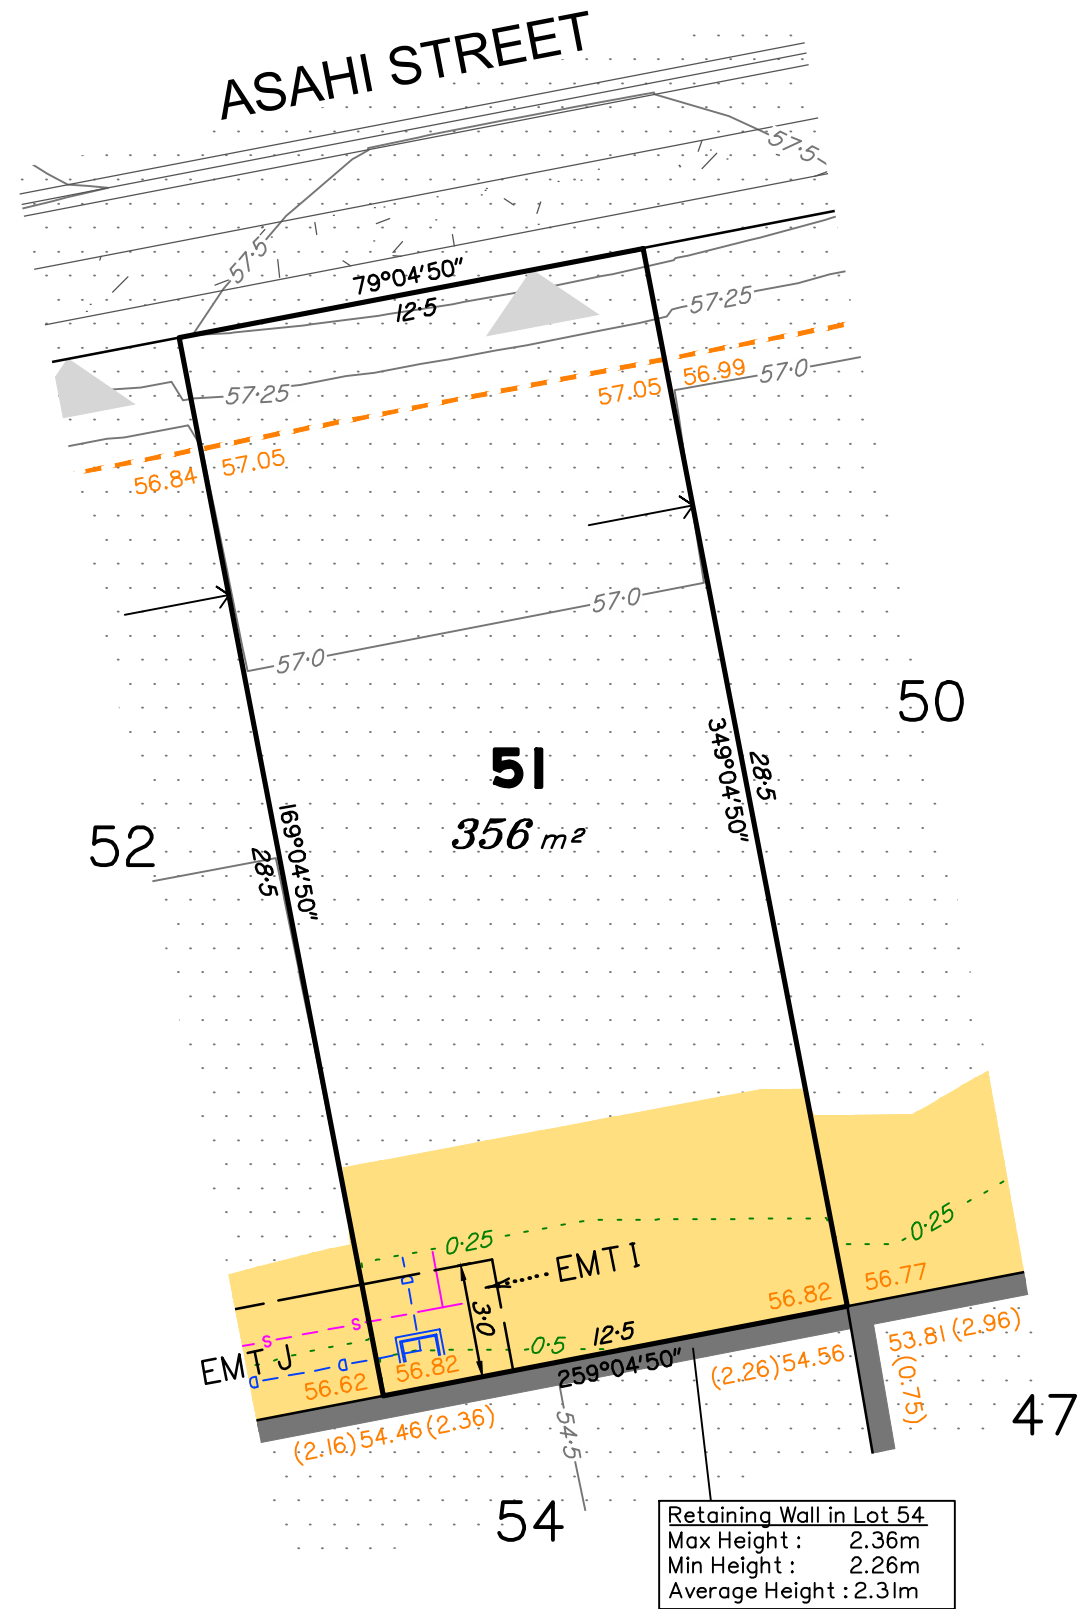 ASAHI STREET
57·5
57·5
79°04'50"
12·5
57·25
57·25
56.99
57·0
57.05
57.05
56.84
57·0
57·0
50
51
356 m²
349°04'50"
28·5
52
169°04'50"
28·5
0·25
0·25
EMT I
3·0
S
S
EMT J
D
D
D
56.62
56.82
0·5
12·5
259°04'50"
56.82
56.77
53.81 (2.96)
(0.75)
(2.26) 54.56
(2.16) 54.46 (2.36)
54·5
47
54
Retaining Wall in Lot 54
Max Height : 2.36m
Min Height : 2.26m
Average Height : 2.31m